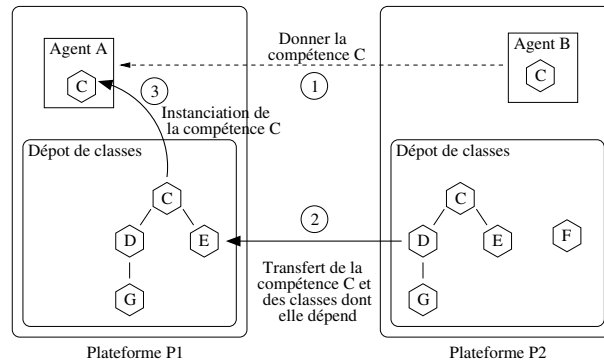 Agent A
C
Donner la
compétence C
1
Agent B
C
3
Instanciation de
la compétence C
Dépot de classes
C
D
E
G
2
Transfert de la
compétence C et
des classes dont
elle dépend
Dépot de classes
C
D
E
F
G
Plateforme P1
Plateforme P2